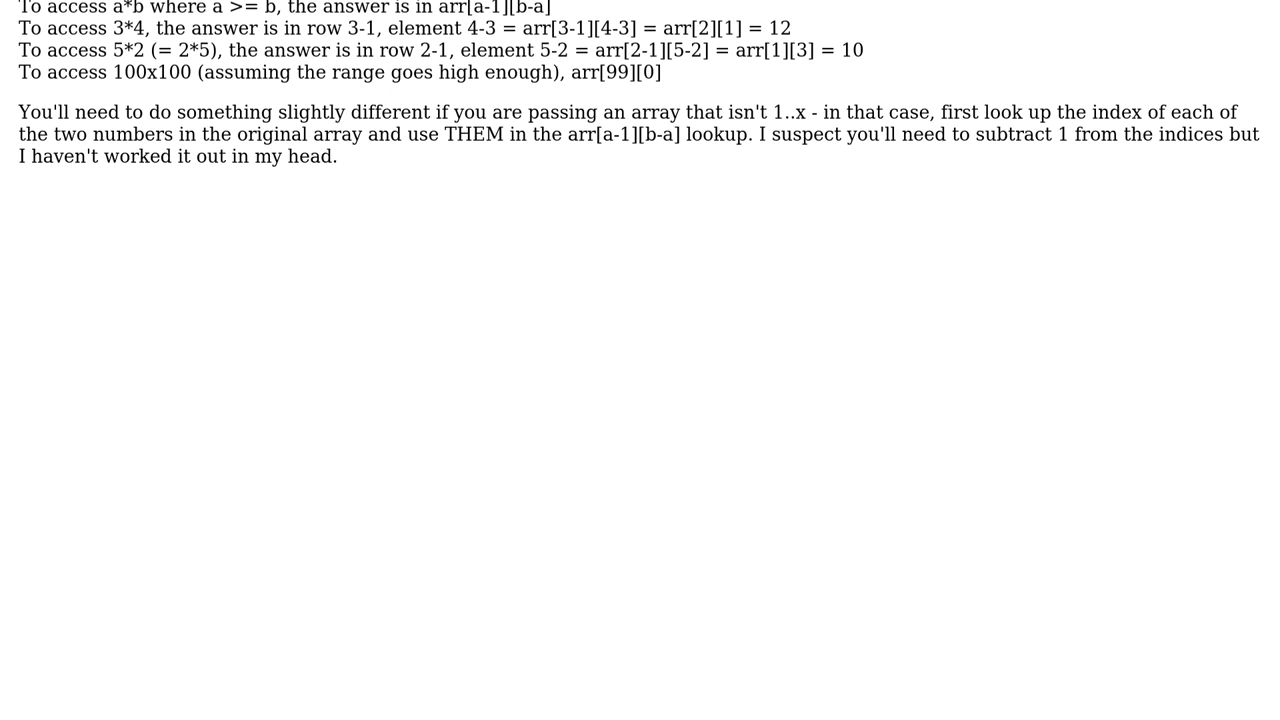 To access a*b where a >= b, the answer is in arr[a-1][b-a]
To access 3*4, the answer is in row 3-1, element 4-3 = arr[3-1][4-3] = arr[2][1] = 12
To access 5*2 (= 2*5), the answer is in row 2-1, element 5-2 = arr[2-1][5-2] = arr[1][3] = 10
To access 100x100 (assuming the range goes high enough), arr[99][0]
You'll need to do something slightly different if you are passing an array that isn't 1..x - in that case, first look up the index of each of
the two numbers in the original array and use THEM in the arr[a-1][b-a] lookup. I suspect you'll need to subtract 1 from the indices but
I haven't worked it out in my head.